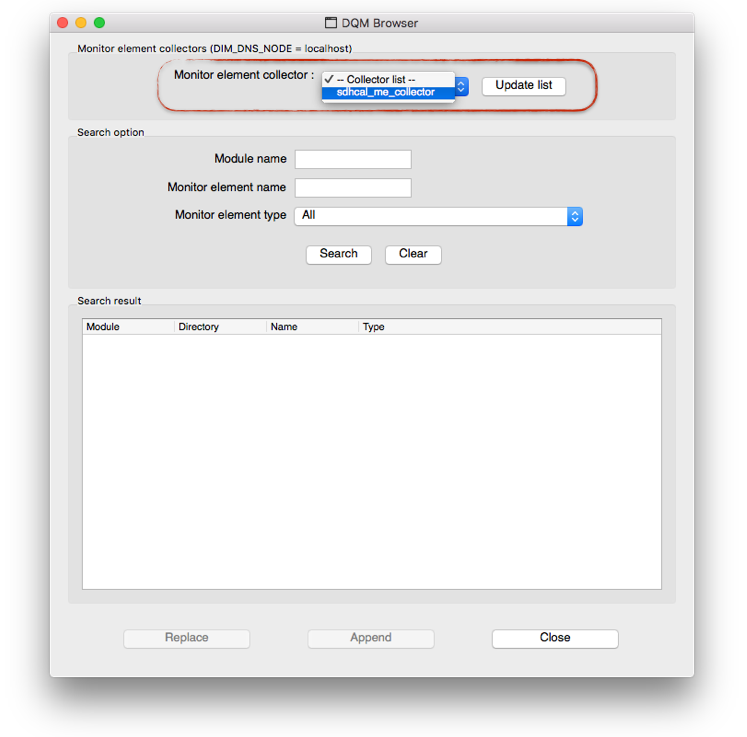 DQM Browser
Monitor element collectors (DIM_DNS_NODE = localhost)
Monitor element collector : ✓ -- Collector list -- Update list
sdhcal_me_collector
Search option
Module name
Monitor element name
Monitor element type All
Search Clear
Search result
Module Directory Name Type
Replace Append Close